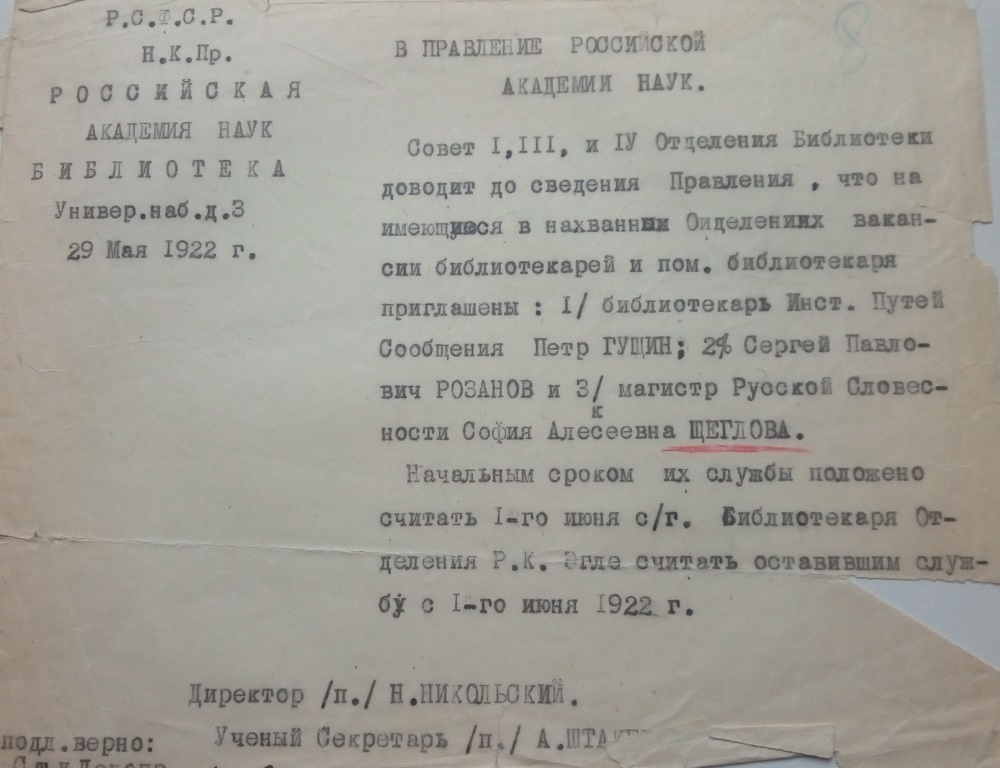 Р.С.Ф.С.Р.
Н.К.Пр.
РОССИЙСКАЯ
АКАДЕМИЯ НАУК
БИБЛИОТЕКА
Универ.наб.д.3
29 Мая 1922 г.
В ПРАВЛЕНИЕ РОССИЙСКОЙ
АКАДЕМИИ НАУК.
Совет I,III, и IУ Отделения Библиотеки
доводит до сведения Правления , что на
имеющиеся в нахванных Оиделениях вакан-
сии библиотекарей и пом. библиотекаря
приглашены : I/ библиотекарь Инст. Путей
Сообщения Петр ГУЩИН; 2% Сергей Павло-
вич РОЗАНОВ и 3/ магистр Русской Словес-
к
ности София Алесеевна ЩЕГЛОВА.
Начальным сроком их службы положено
считать I-го июня с/г. Библиотекаря От-
деления Р.К. Эгле считать оставившим служ-
бу с I-го июня 1922 г.
Директор /п./ Н.НИКОЛЬСКИЙ.
подл.верно: Ученый Секретарь /п./
8